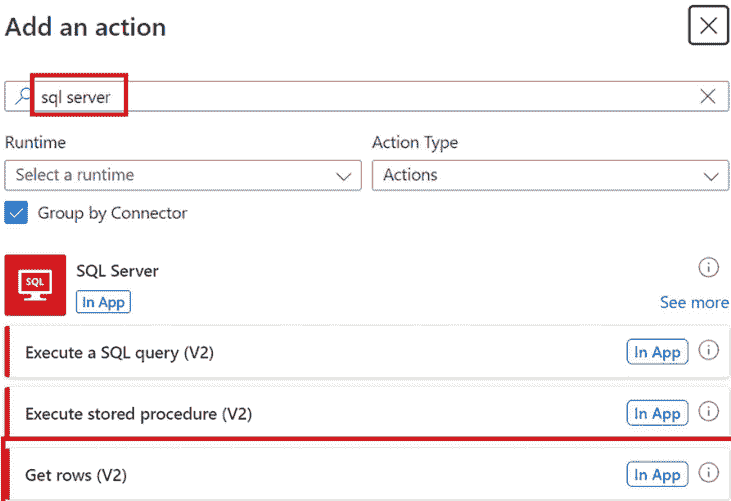 Add an action
sql server
Runtime
Action Type
Select a runtime
Actions
Group by Connector
SQL
SQL Server
In App
See more
Execute a SQL query (V2)
In App
Execute stored procedure (V2)
In App
Get rows (V2)
In App